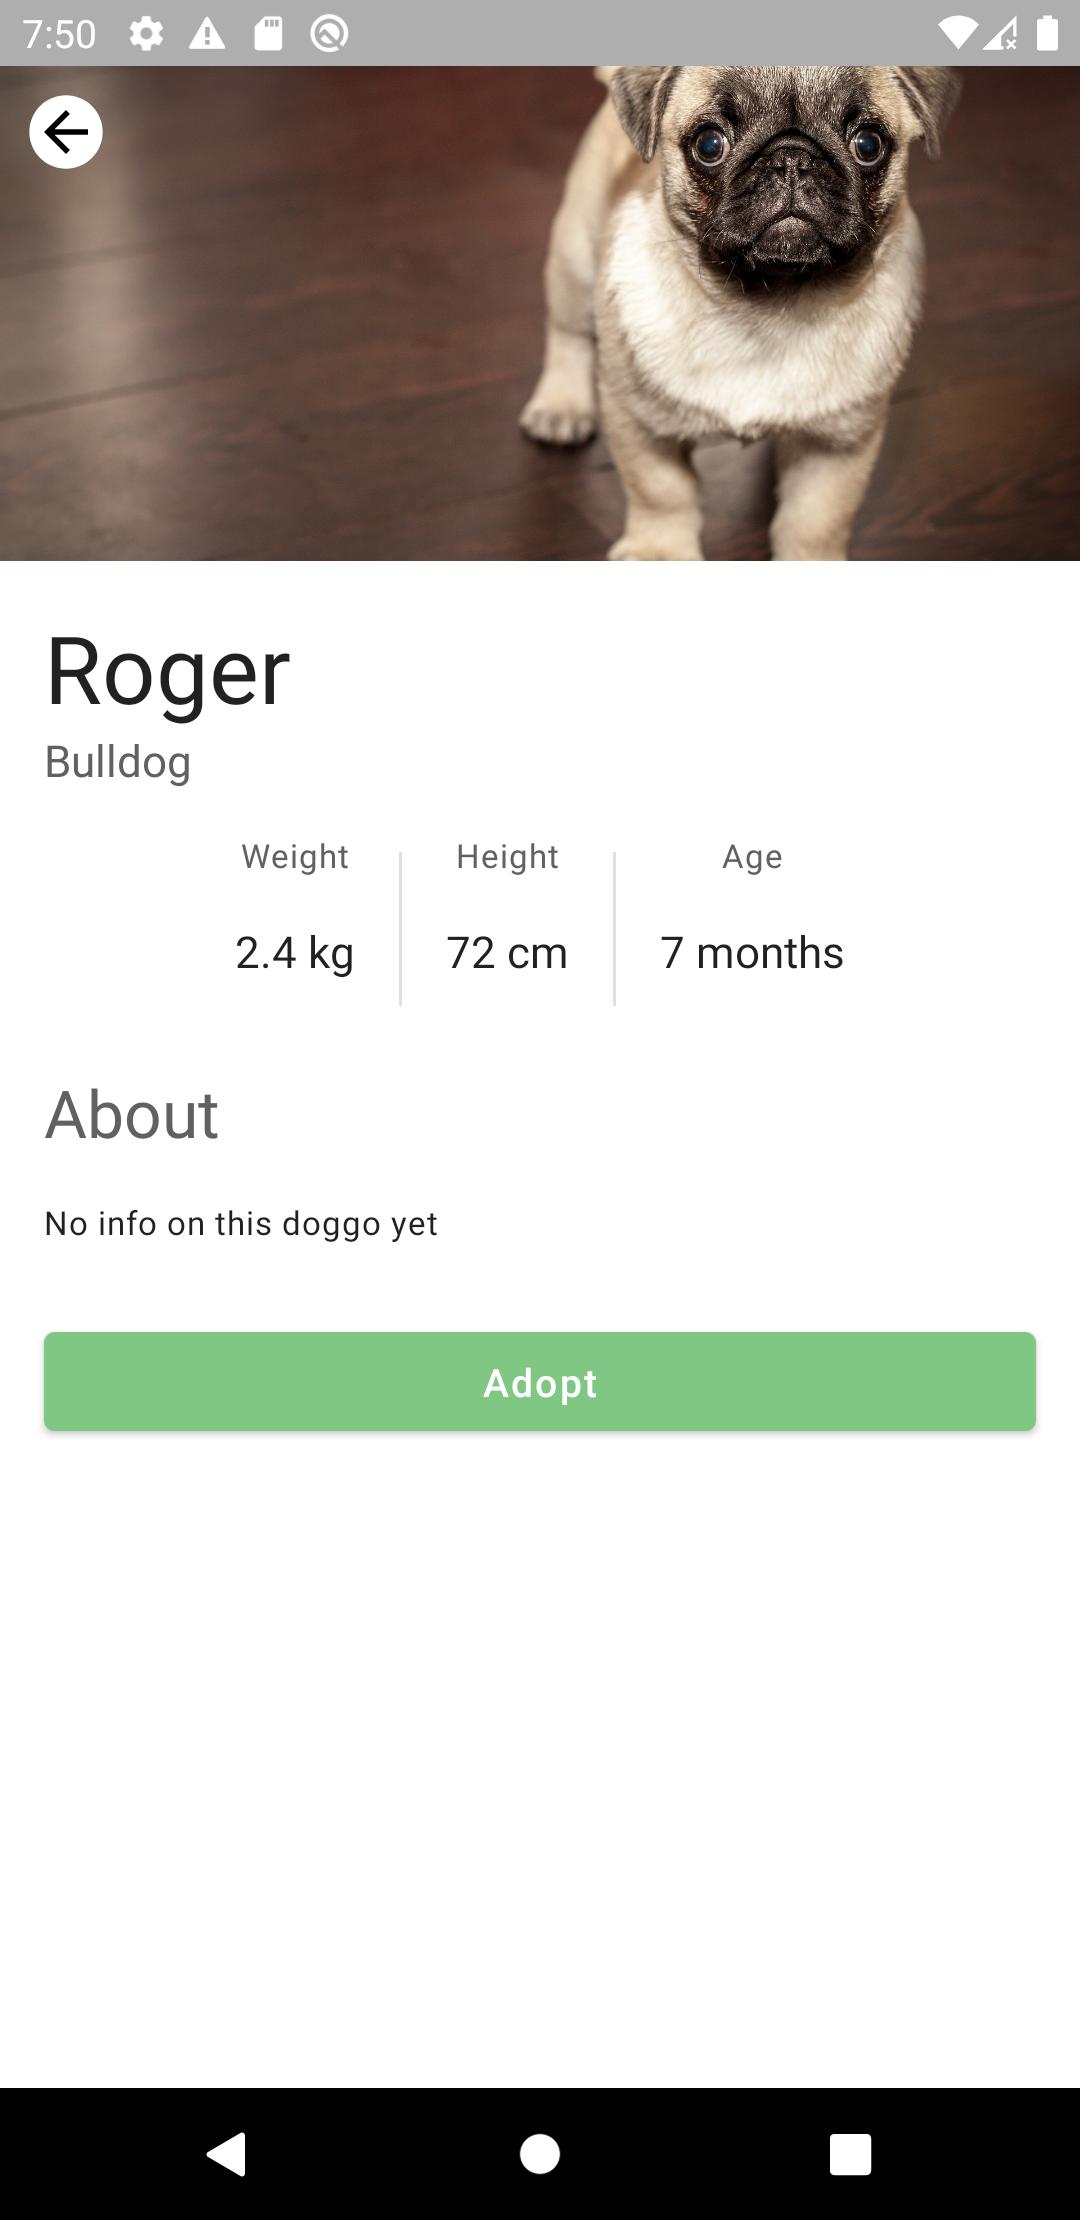 7:50
Roger
Bulldog
Weight Height Age
2.4 kg 72 cm 7 months
About
No info on this doggo yet
Adopt